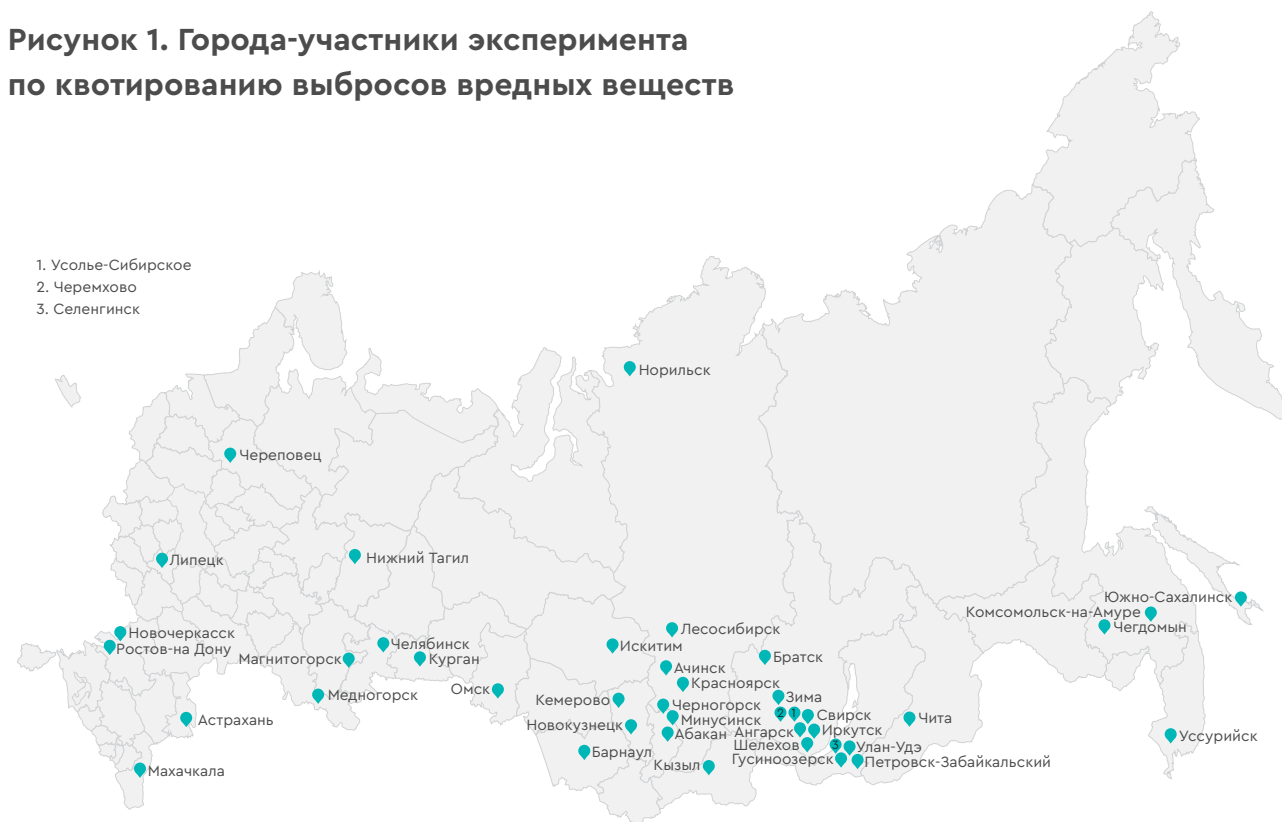 Рисунок 1. Города-участники эксперимента
по квотированию выбросов вредных веществ
1. Усолье-Сибирское
2. Черемхово
3. Селенгинск
Норильск
Череповец
Липецк
Нижний Тагил
Южно-Сахалинск
Комсомольск-на-Амуре
Чегдомын
Новочеркасск
Ростов-на Дону
Лесосибирск
Челябинск
Искитим
Магнитогорск
Курган
Братск
Ачинск
Красноярск
Медногорск
Омск
Кемерово
Зима
Черногорск
Минусинск
2
1
Свирск
Астрахань
Чита
Новокузнецк
Абакан
Ангарск
Иркутск
Уссурийск
Шелехов
3
Улан-Удэ
Барнаул
Гусиноозерск
Петровск-Забайкальский
Кызыл
Махачкала